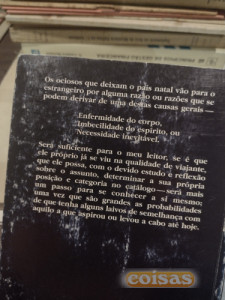 Os ociosos que deixam o país natal vão para o
estrangeiro por alguma razão ou razões que se
podem derivar de uma destas causas gerais—
Enfermidade do corpo,
Imbecilidade do espírito, ou
Necessidade inevitável.
Será suficiente para o meu leitor, se é que
ele próprio já se viu na qualidade de viajante,
que ele possa, com o devido estudo e reflexão
sobre o assunto, determinar a sua própria
posição e categoria no catálogo—será mais
um passo para se conhecer a si mesmo;
uma vez que são grandes as probabilidades
de que tenha alguns laivos de semelhança com
aquilo a que aspirou ou levou a cabo até hoje.
coisas